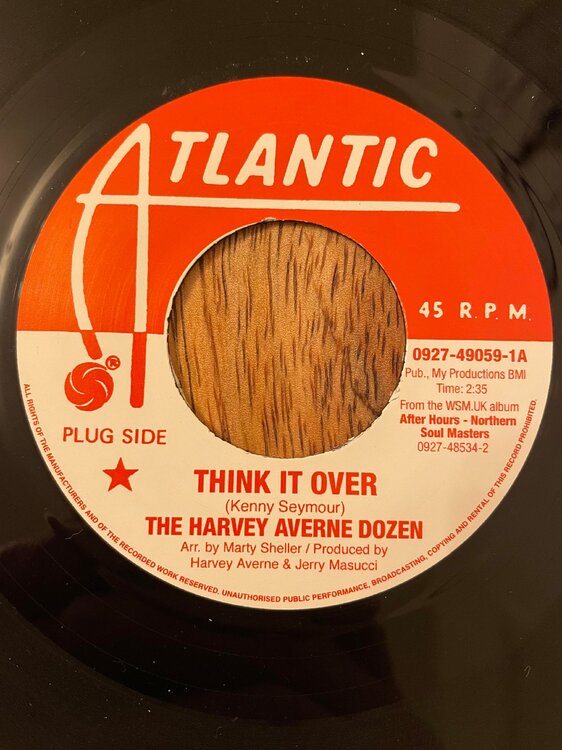 ATLANTIC
45 R.P.M.
0927-49059-1A
Pub., My Productions BMI
Time: 2:35
From the WSM.UK album
After Hours - Northern
Soul Masters
0927-48534-2
®
PLUG SIDE
THINK IT OVER
(Kenny Seymour)
THE HARVEY AVERNE DOZEN
Arr. by Marty Sheller / Produced by
Harvey Averne & Jerry Masucci
ALL RIGHTS OF THE MANUFACTURERS AND OF THE RECORDED WORK RESERVED. UNAUTHORISED PUBLIC PERFORMANCE, BROADCASTING, COPYING AND RENTAL OF THIS RECORD PROHIBITED.